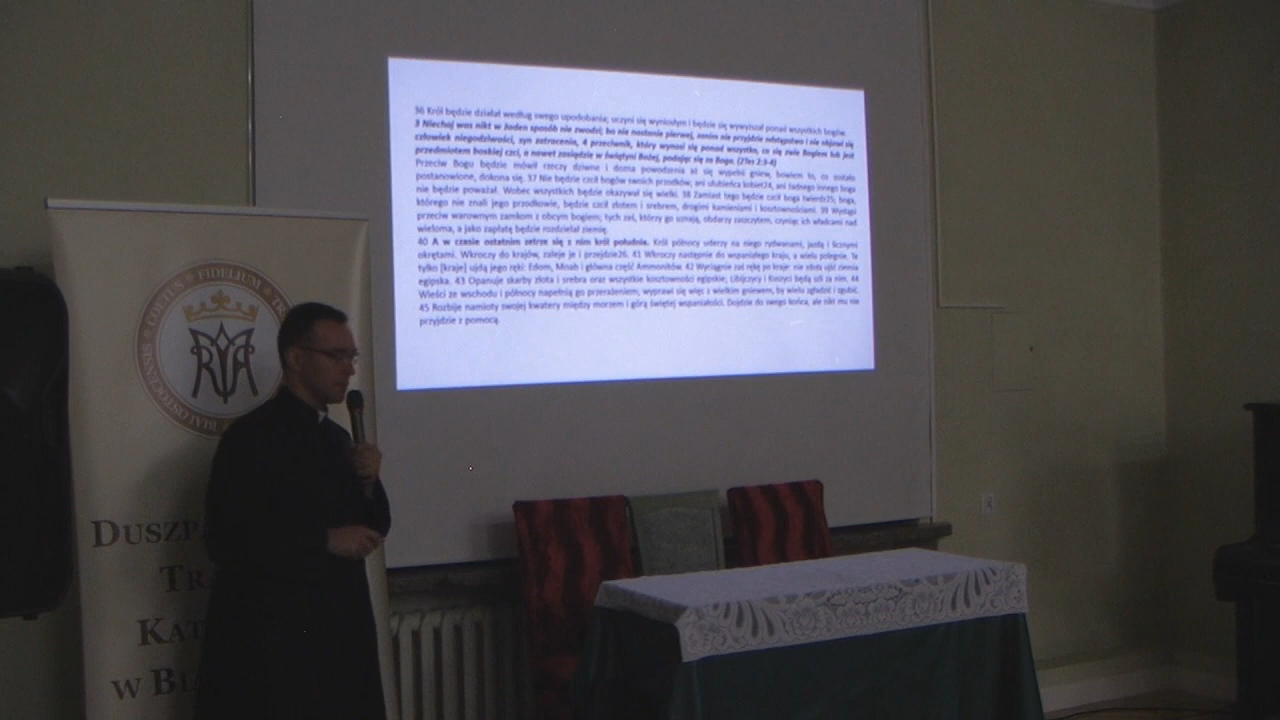 36 Król będzie działał według swego upodobania; uczyni się wyniosłym i będzie się wywyższał ponad wszystkich bogów.
3 Niechaj was nikt w żaden sposób nie zwodzi; bo nie nastanie pierwej, zanim nie przyjdzie odstępstwo i nie objawi się
człowiek niegodziwości, syn zatracenia, 4 przeciwnik, który wynosi się ponad wszystko, co się zwie Bogiem lub jest
przedmiotem boskiej czci, a nawet zasiądzie w świątyni Bożej, podając się za Boga. (2Tes 2:3-4)
Przeciw Bogu będzie mówił rzeczy dziwne i dozna powodzenia aż się wypełni gniew, bowiem to, co zostało
postanowione, dokona się. 37 Nie będzie czcił bogów swoich przodków; ani ulubieńca kobiet24, ani żadnego innego boga
nie będzie poważał. Wobec wszystkich będzie okazywał się wielki. 38 Zamiast tego będzie czcił boga twierdz25; boga,
którego nie znali jego przodkowie, będzie czcił złotem i srebrem, drogimi kamieniami i kosztownościami. 39 Wystąpi
przeciw warownym zamkom z obcym bogiem; tych zaś, którzy go uznają, obdarzy zaszczytem, czyniąc ich władcami nad
wieloma, a jako zapłatę będzie rozdzielał ziemię.
40 A w czasie ostatnim zetrze się z nim król południa. Król północy uderzy na niego rydwanami, jazdą i licznymi
okrętami. Wkroczy do krajów, zaleje je i przejdzie26. 41 Wkroczy następnie do wspaniałego kraju, a wielu polegnie. Te
tylko [kraje] ujdą jego ręki: Edom, Moab i główna część Ammonitów. 42 Wyciągnie zaś rękę po kraje: nie zdoła ujść ziemia
egipska. 43 Opanuje skarby złota i srebra oraz wszystkie kosztowności egipskie; Libijczycy i Kuszyci będą szli za nim. 44
Wieści ze wschodu i północy napełnią go przerażeniem, wyprawi się więc z wielkim gniewem, by wielu zgładzić i zgubić.
45 Rozbije namioty swojej kwatery między morzem i górą świętej wspaniałości. Dojdzie do swego końca, ale nikt mu nie
przyjdzie z pomocą.
COETUS FIDELIUM
BIALOSTOCENSIS
DUSZP
TR
KAT
W BI